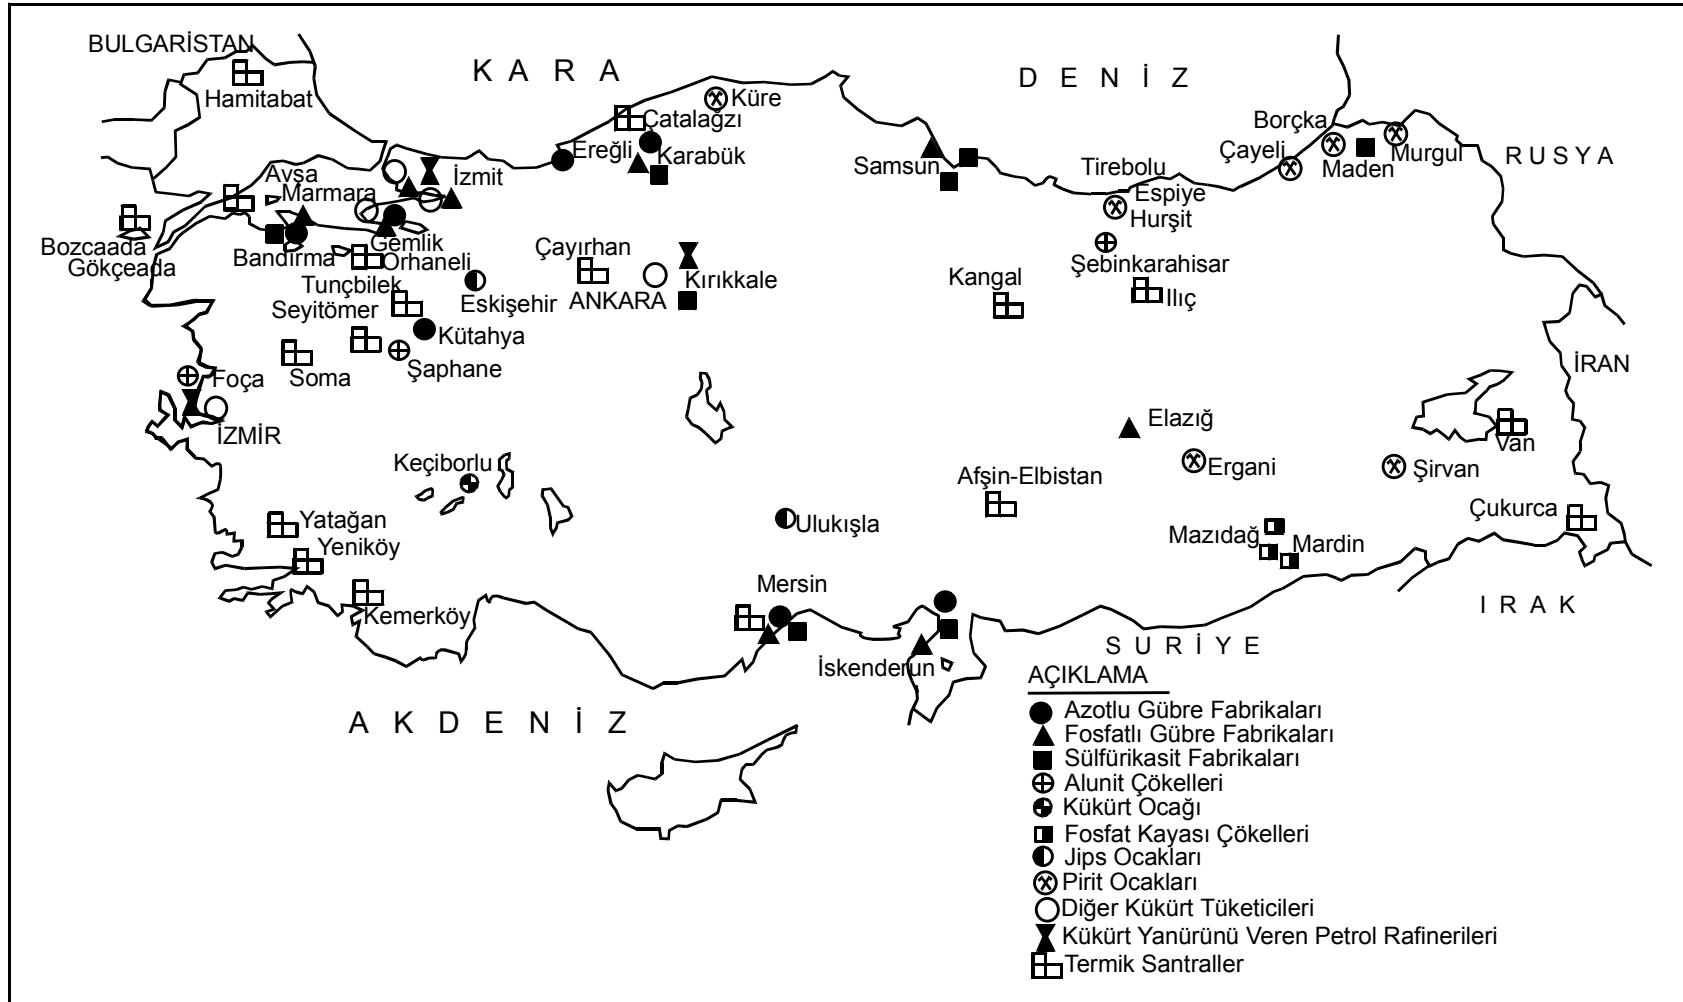 BULGARİSTAN
K A R A
D E N İ Z
Hamitabat
Küre
Çatalağzı
Borçka
Ereğli
Karabük
Samsun
Çayeli
Maden
Murgul
RUSYA
Avşa
Marmara
İzmit
Tirebolu
Espiye
Hurşit
Bozcaada
Gökçeada
Bandırma
Gemlik
Orhaneli
Çayırhan
Şebinkarahisar
Tunçbilek
Seyitömer
Eskişehir
ANKARA
Kırıkkale
Kangal
Ilıç
Kütahya
Soma
Şaphane
Foça
İRAN
İZMİR
Elazığ
Van
Keçiborlu
Afşin-Elbistan
Ergani
Şirvan
Yatağan
Ulukışla
Çukurca
Yeniköy
Mazıdağ
Mardin
Mersin
Kemerköy
I R A K
S U R İ Y E
İskenderun
A K D E N İ Z
AÇIKLAMA
Azotlu Gübre Fabrikaları
Fosfatlı Gübre Fabrikaları
Sülfürikasit Fabrikaları
Alunit Çökelleri
Kükürt Ocağı
Fosfat Kayası Çökelleri
Jips Ocakları
Pirit Ocakları
Diğer Kükürt Tüketicileri
Kükürt Yanürünü Veren Petrol Rafinerileri
Termik Santraller